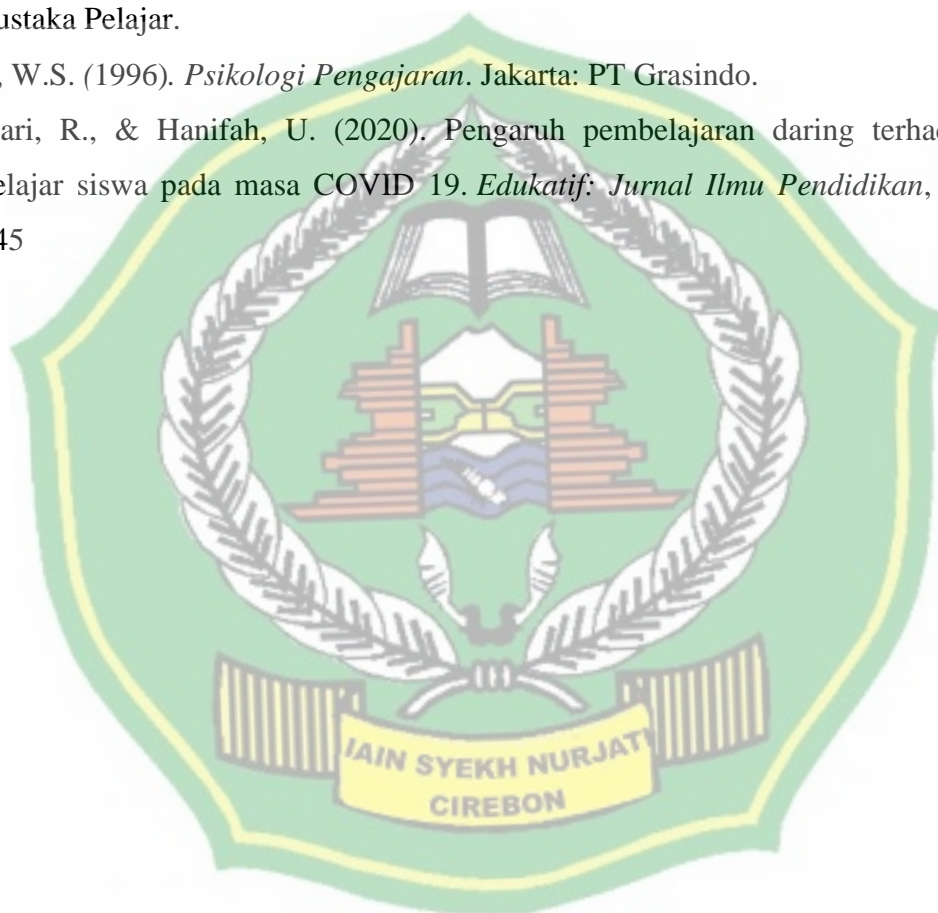 ustaka Pelajar.
, W.S. (1996). Psikologi Pengajaran. Jakarta: PT Grasindo.
ari, R., & Hanifah, U. (2020). Pengaruh pembelajaran daring terhad
elajar siswa pada masa COVID 19. Edukatif: Jurnal Ilmu Pendidikan,
45
IAIN SYEKH NURJATI
CIREBON